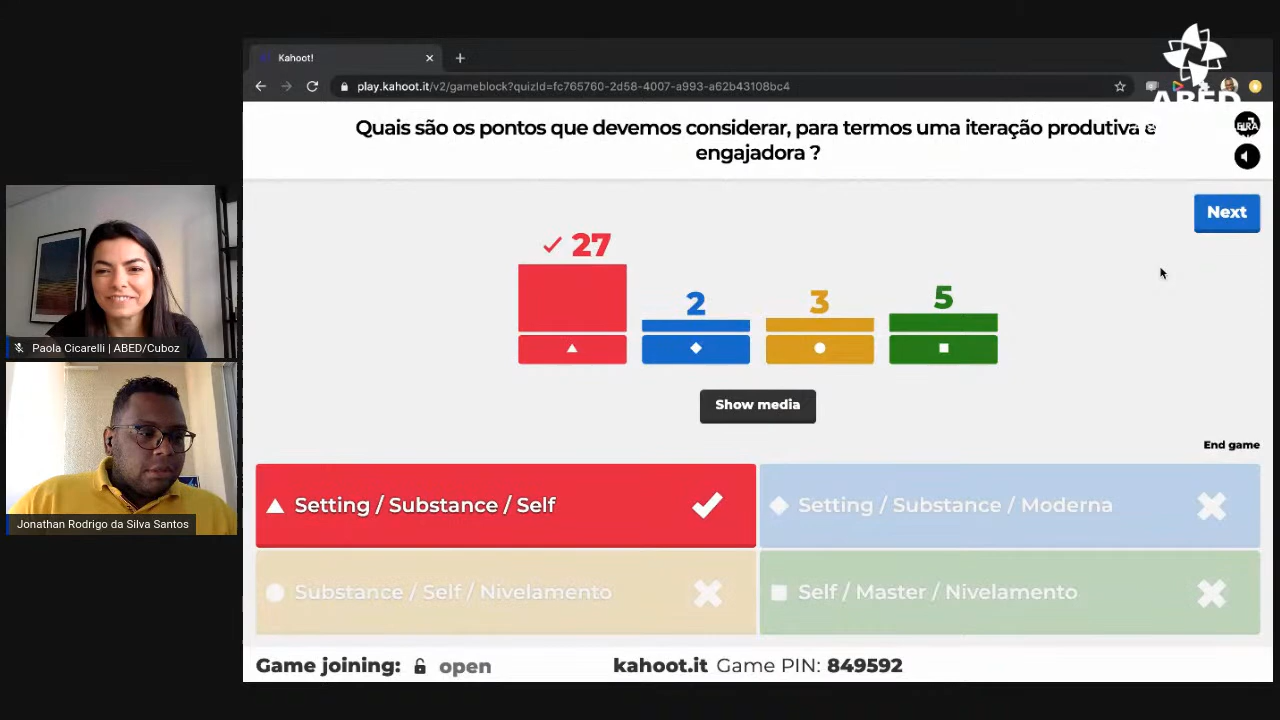 Kahoot!
play.kahoot.it/v2/gameblock?quizId=fc765760-2d58-4007-a993-a62b43108bc4
ABED
Quais são os pontos que devemos considerar, para termos uma iteração produtiva e
engajadora ?
Next
27
2
3
5
Show media
End game
Setting / Substance / Self
Setting / Substance / Moderna
Substance / Self / Nivelamento
Self / Master / Nivelamento
Game joining: open
kahoot.it Game PIN: 849592
Paola Cicarelli | ABED/Cuboz
Jonathan Rodrigo da Silva Santos